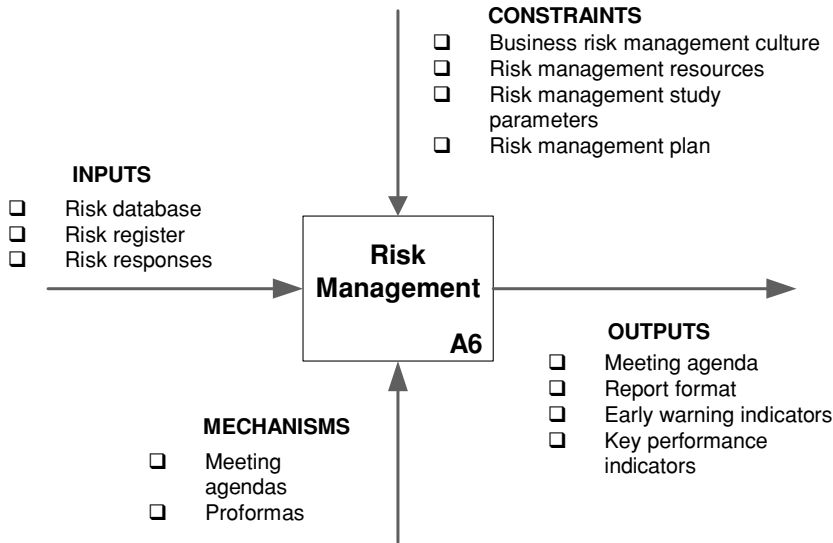 CONSTRAINTS
❑ Business risk management culture
❑ Risk management resources
❑ Risk management study
parameters
❑ Risk management plan
INPUTS
❑ Risk database
❑ Risk register
❑ Risk responses
Risk
Management
A6
OUTPUTS
❑ Meeting agenda
❑ Report format
❑ Early warning indicators
❑ Key performance
indicators
MECHANISMS
❑ Meeting
agendas
❑ Proformas